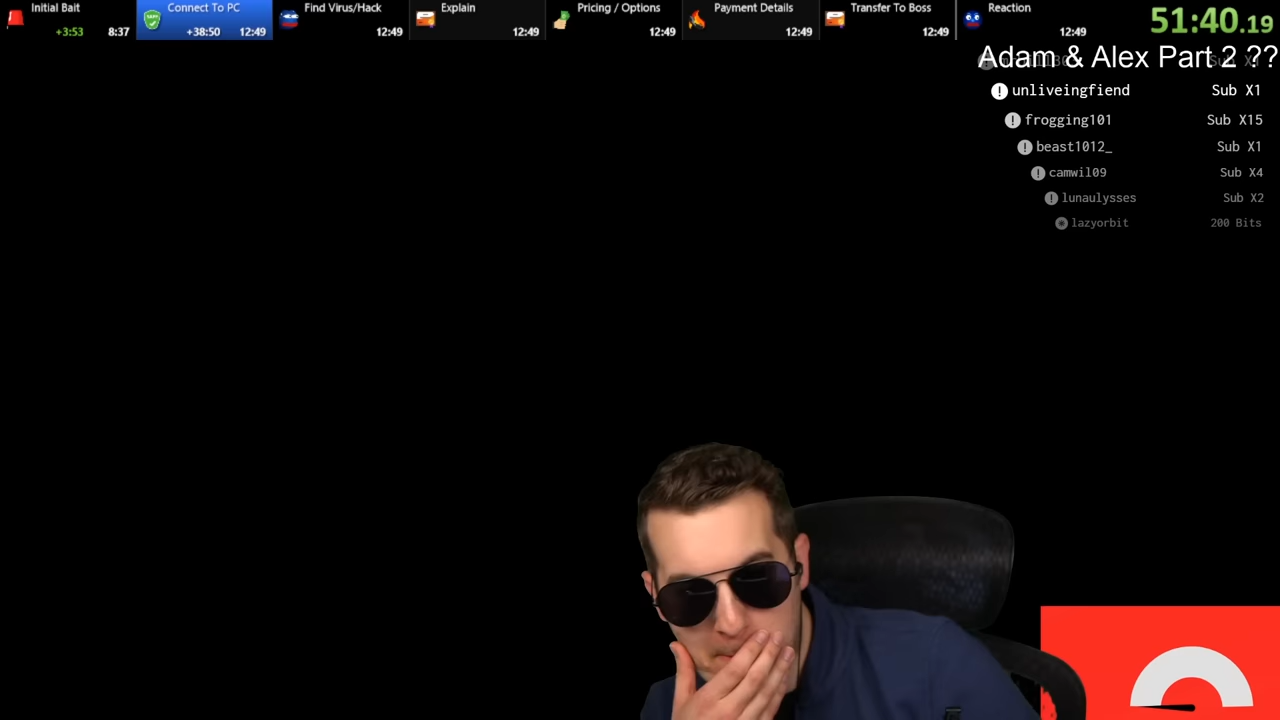 Initial Bait
+3:53 8:37
Connect To PC
+38:50 12:49
Find Virus/Hack
12:49
Explain
12:49
Pricing / Options
12:49
Payment Details
12:49
Transfer To Boss
12:49
Reaction
12:49
51:40.19
Adam & Alex Part 2 ??
unliveingfiend Sub X1
frogging101 Sub X15
beast1012_ Sub X1
camwil09 Sub X4
lunaulysses Sub X2
lazyorbit 200 Bits